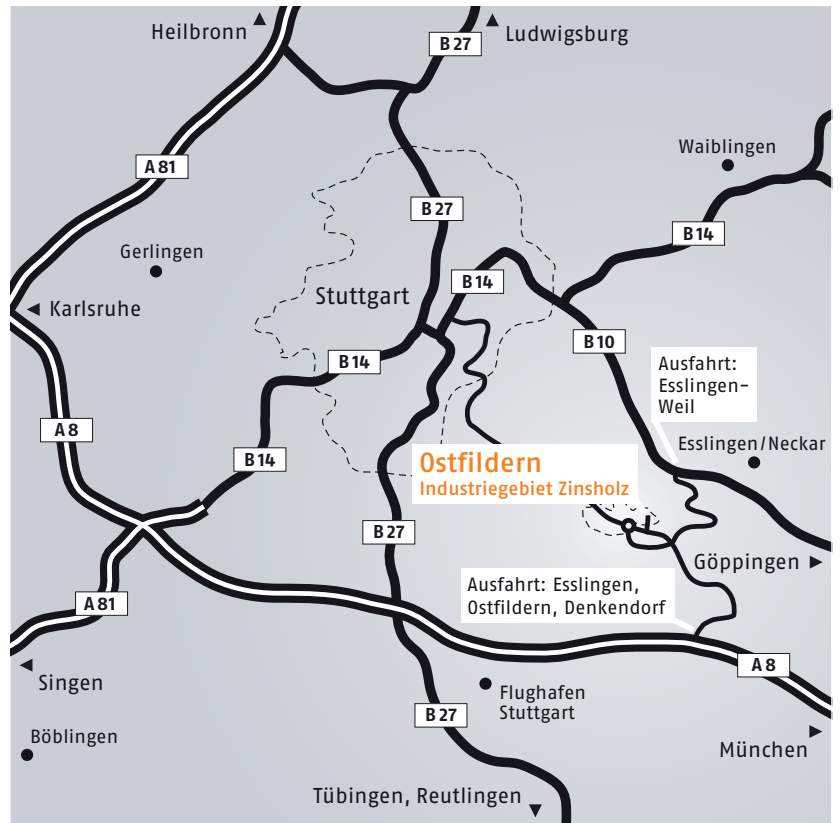 Heilbronn
B 27
Ludwigsburg
Waiblingen
A 81
B 27
B 14
Gerlingen
B 14
Stuttgart
Karlsruhe
B 10
B 14
Ausfahrt:
Esslingen-
Weil
A 8
Esslingen/Neckar
B 14
Ostfildern
Industriegebiet Zinsholz
B 27
Göppingen
Ausfahrt: Esslingen,
Ostfildern, Denkendorf
A 81
A 8
Singen
Flughafen
Stuttgart
B 27
Böblingen
München
Tübingen, Reutlingen